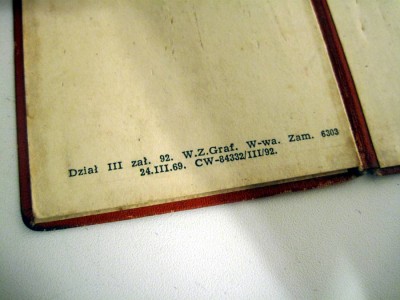 Dział III zał. 92. W.Z.Graf. W-wa. Zam. 6303
24.III.69. CW-84332/III/92.